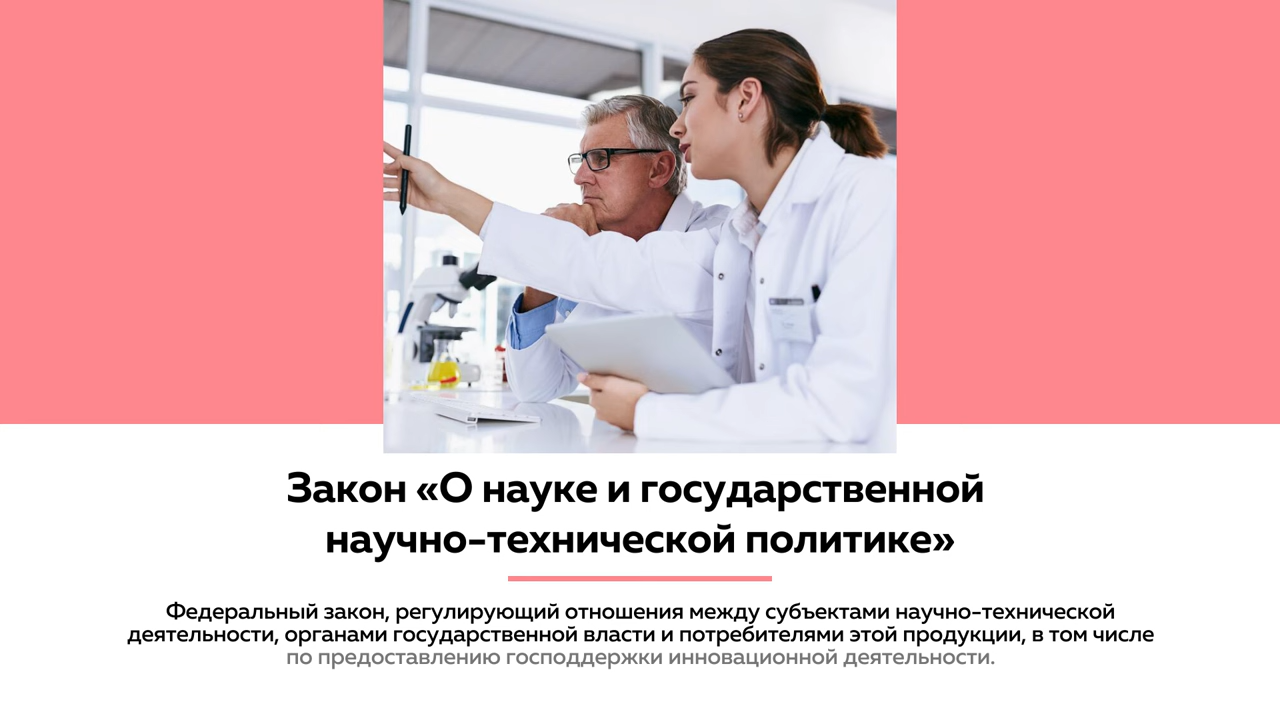 Закон «О науке и государственной
научно-технической политике»
Федеральный закон, регулирующий отношения между субъектами научно-технической
деятельности, органами государственной власти и потребителями этой продукции, в том числе
по предоставлению господдержки инновационной деятельности.